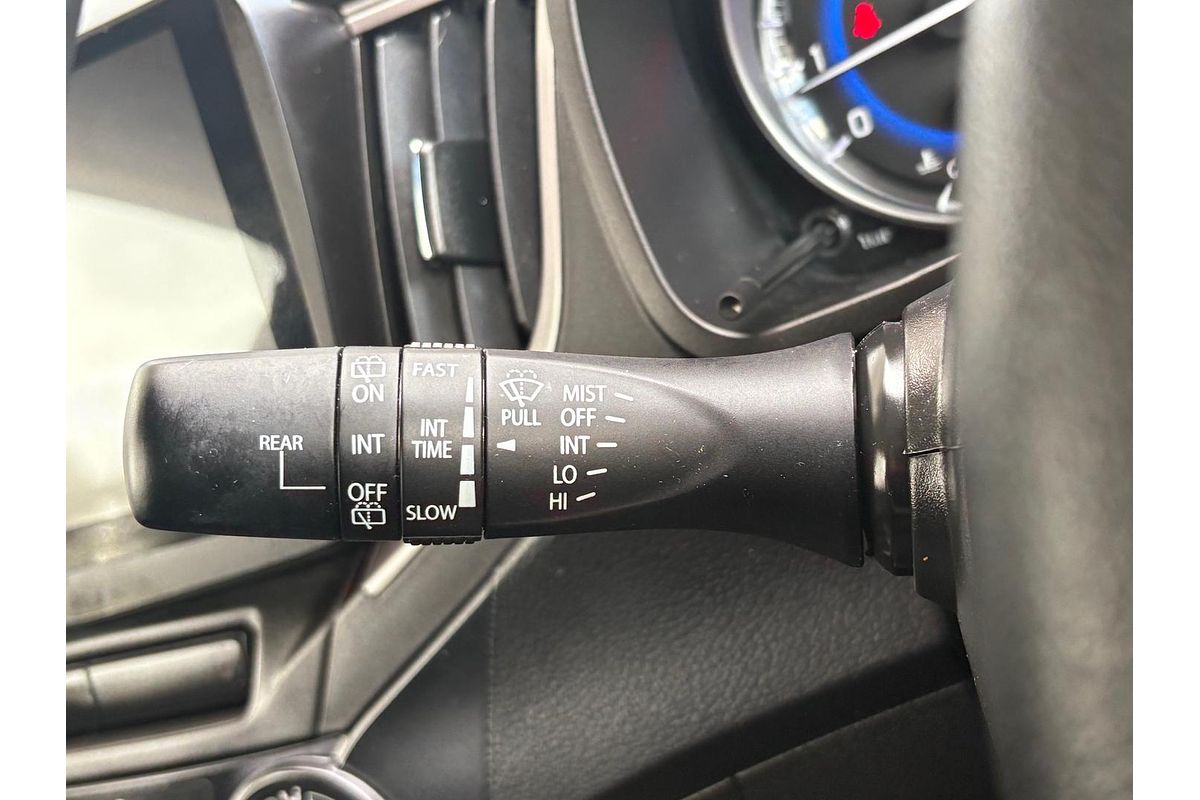 1
0
REAR
ON
INT
OFF
FAST
INT
TIME
SLOW
PULL
MIST
OFF
INT
LO
HI